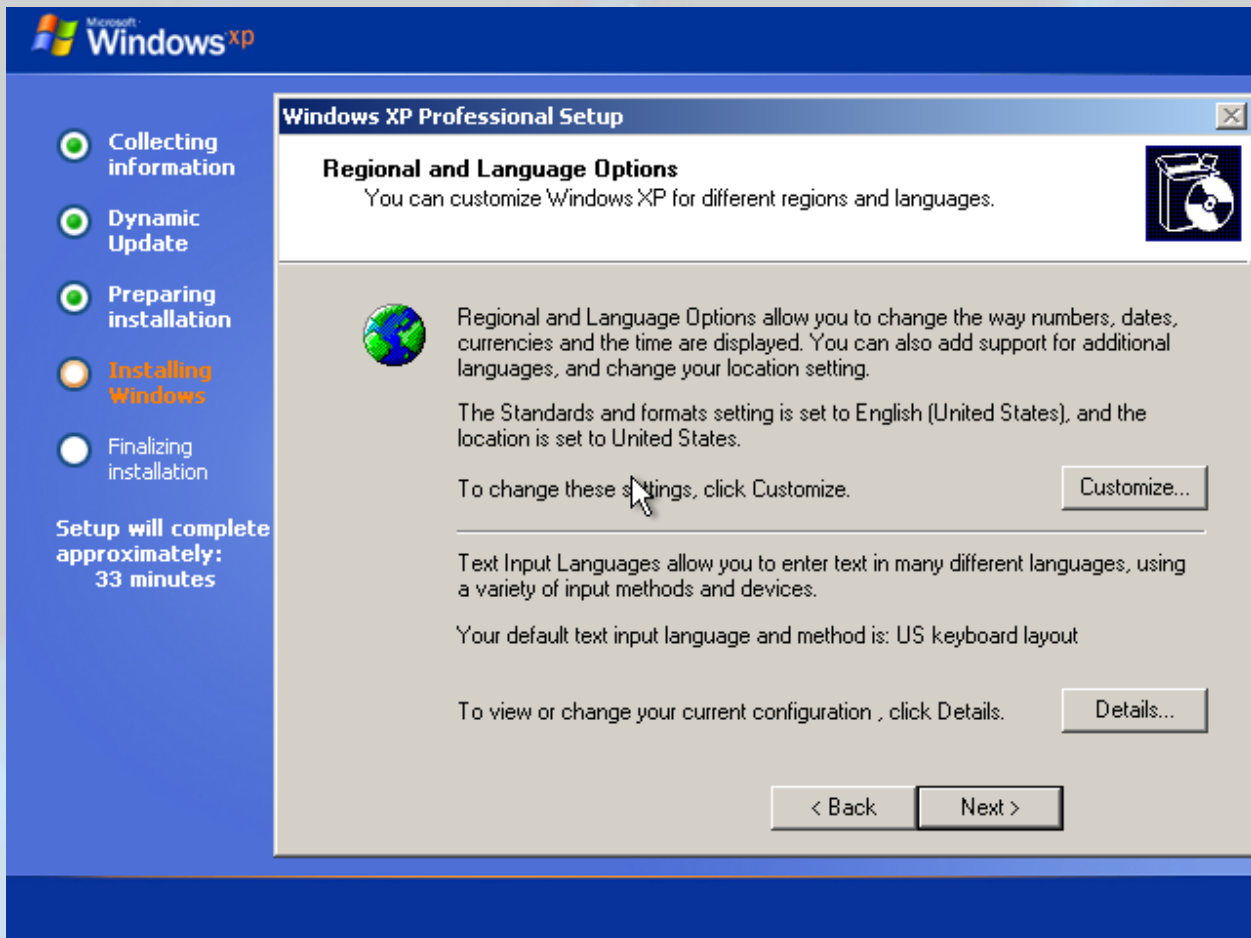 Microsoft
Windows xp
Collecting
information
Dynamic
Update
Preparing
installation
Installing
Windows
Finalizing
installation
Setup will complete
approximately:
33 minutes
Windows XP Professional Setup
Regional and Language Options
You can customize Windows XP for different regions and languages.
Regional and Language Options allow you to change the way numbers, dates,
currencies and the time are displayed. You can also add support for additional
languages, and change your location setting.
The Standards and formats setting is set to English (United States), and the
location is set to United States.
To change these settings, click Customize.
Customize...
Text Input Languages allow you to enter text in many different languages, using
a variety of input methods and devices.
Your default text input language and method is: US keyboard layout
To view or change your current configuration , click Details.
Details...
< Back
Next >